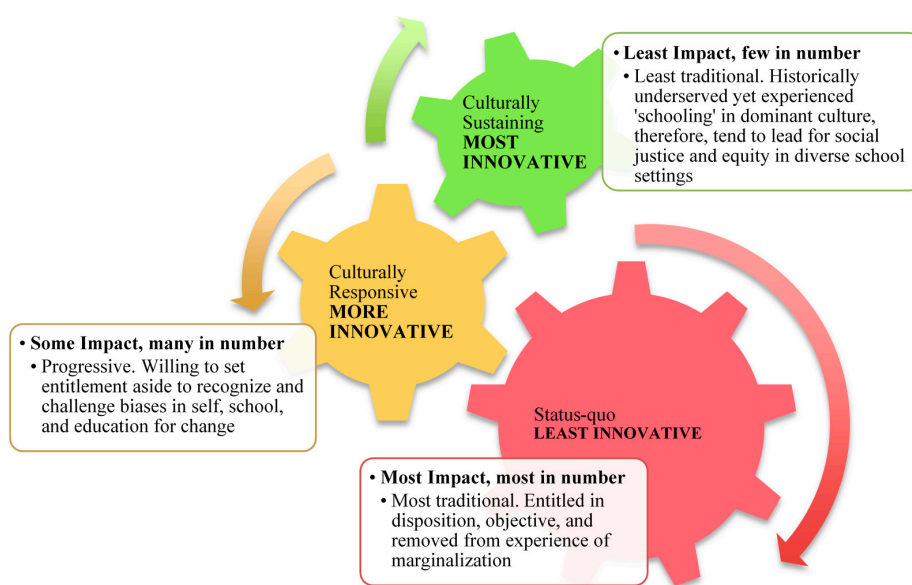 Culturally
Sustaining
MOST
INNOVATIVE
• Least Impact, few in number
• Least traditional. Historically
underserved yet experienced
'schooling' in dominant culture,
therefore, tend to lead for social
justice and equity in diverse school
settings
Culturally
Responsive
MORE
INNOVATIVE
• Some Impact, many in number
• Progressive. Willing to set
entitlement aside to recognize and
challenge biases in self, school,
and education for change
Status-quo
LEAST INNOVATIVE
• Most Impact, most in number
• Most traditional. Entitled in
disposition, objective, and
removed from experience of
marginalization